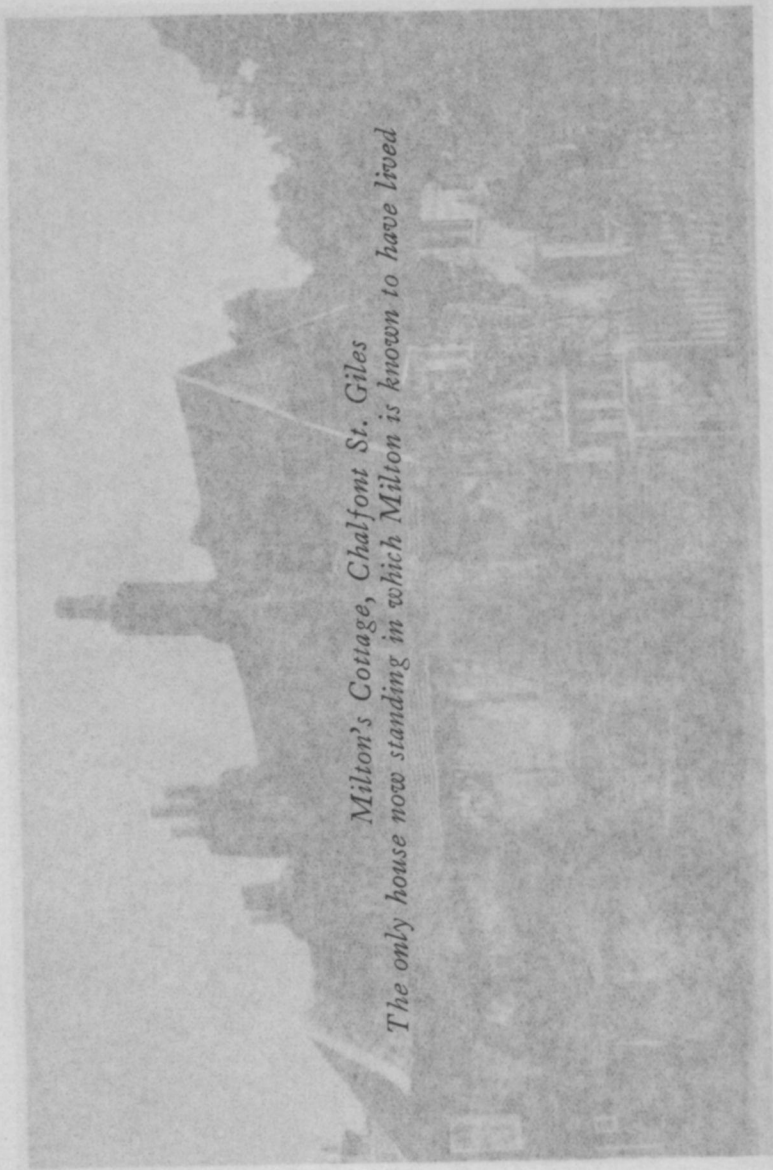 Milton's Cottage, Chalfont St. Giles
The only house now standing in which Milton is known to have lived